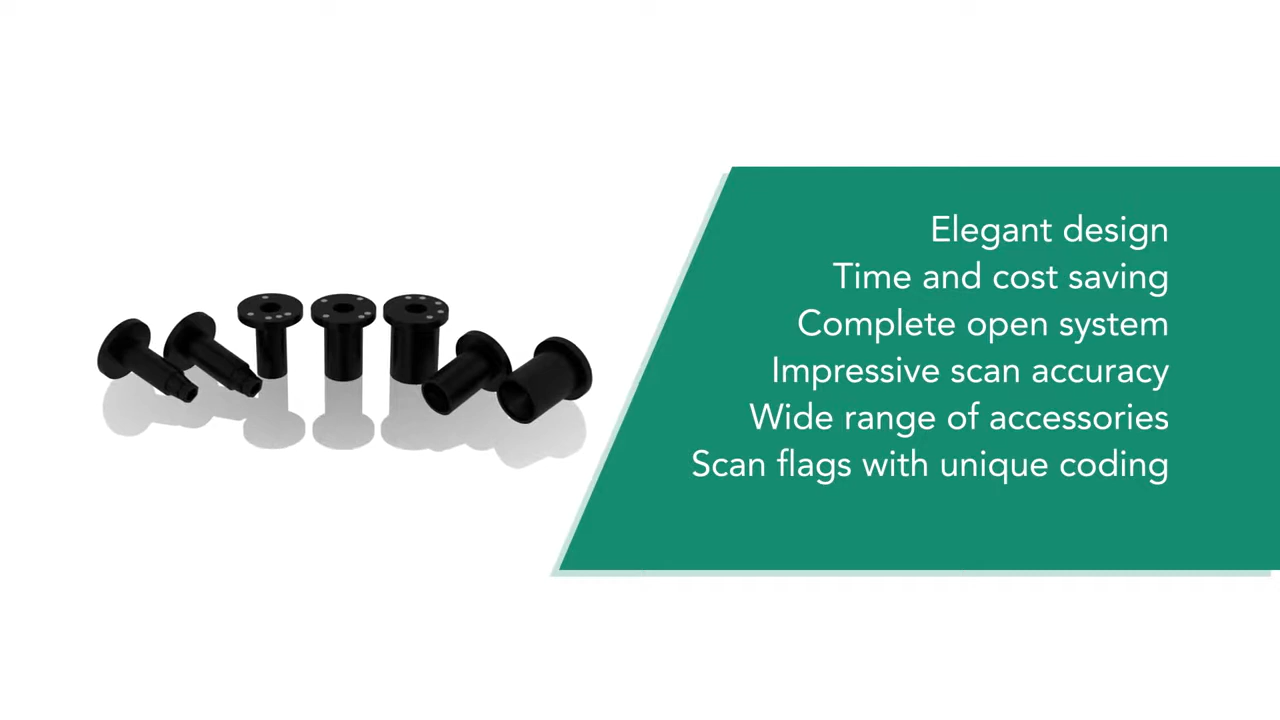 Elegant design
Time and cost saving
Complete open system
Impressive scan accuracy
Wide range of accessories
Scan flags with unique coding